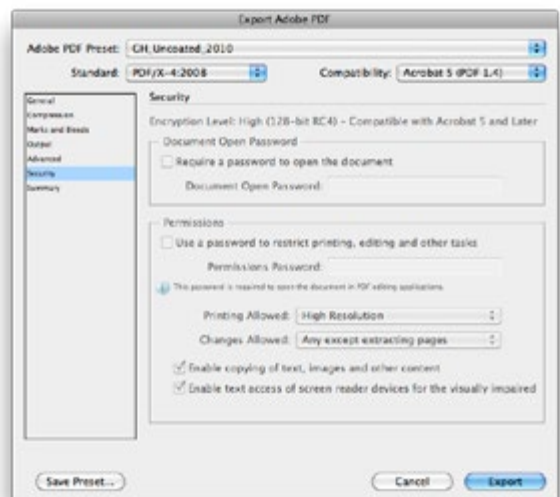 Export Adobe PDF
Adobe PDF Preset: CH_Uncoated_2010
Standard: PDF/X-4:2008 Compatibility: Acrobat 5 (PDF 1.4)
General
Compression
Marks and Bleeds
Output
Advanced
Security
Summary
Security
Encryption Level: High (128-bit RC4) - Compatible with Acrobat 5 and Later
Document Open Password
Require a password to open the document
Document Open Password:
Permissions
Use a password to restrict printing, editing and other tasks
Permissions Password:
This password is required to open the document in PDF editing applications.
Printing Allowed: High Resolution
Changes Allowed: Any except extracting pages
Enable copying of text, images and other content
Enable text access of screen reader devices for the visually impaired
Save Preset... Cancel Export